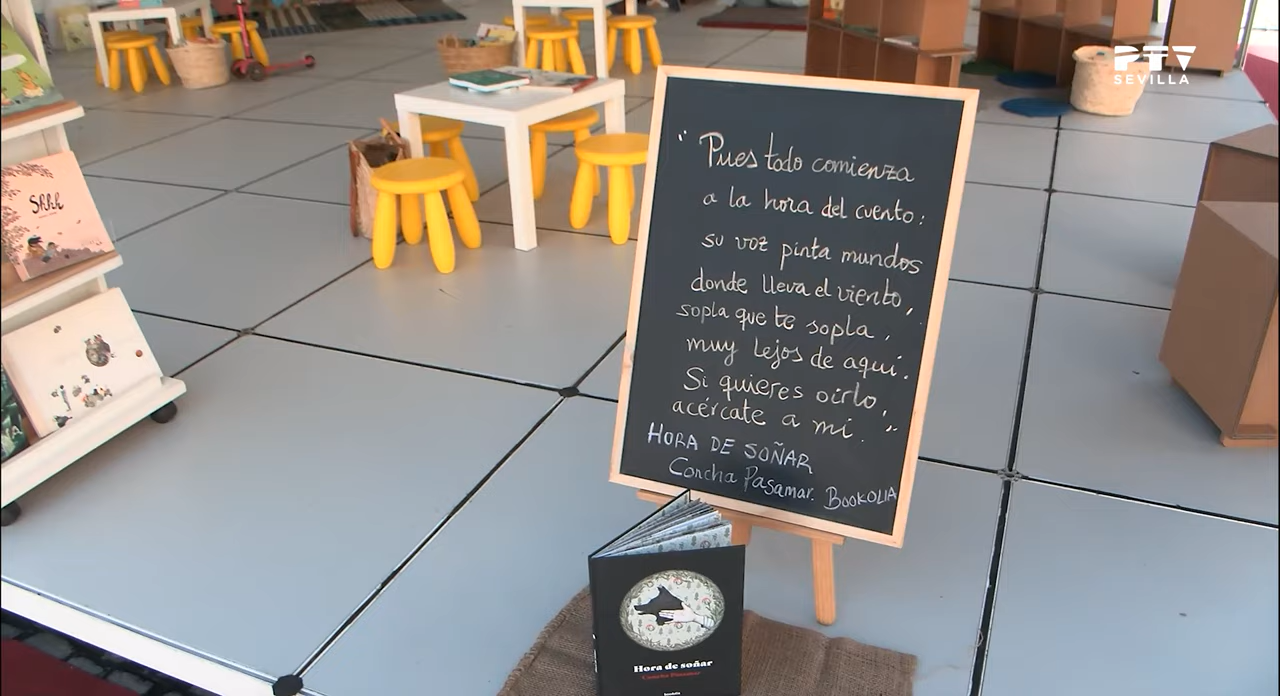 PTV
SEVILLA
Shhh
“Pues todo comienza
a la hora del cuento:
su voz pinta mundos
donde lleva el viento,
sopla que te sopla,
muy lejos de aquí.
Si quieres oírlo,
acércate a mi.”
HORA DE SOÑAR
Concha Pasamar. BOOKOLIA
Hora de soñar
Concha Pasamar